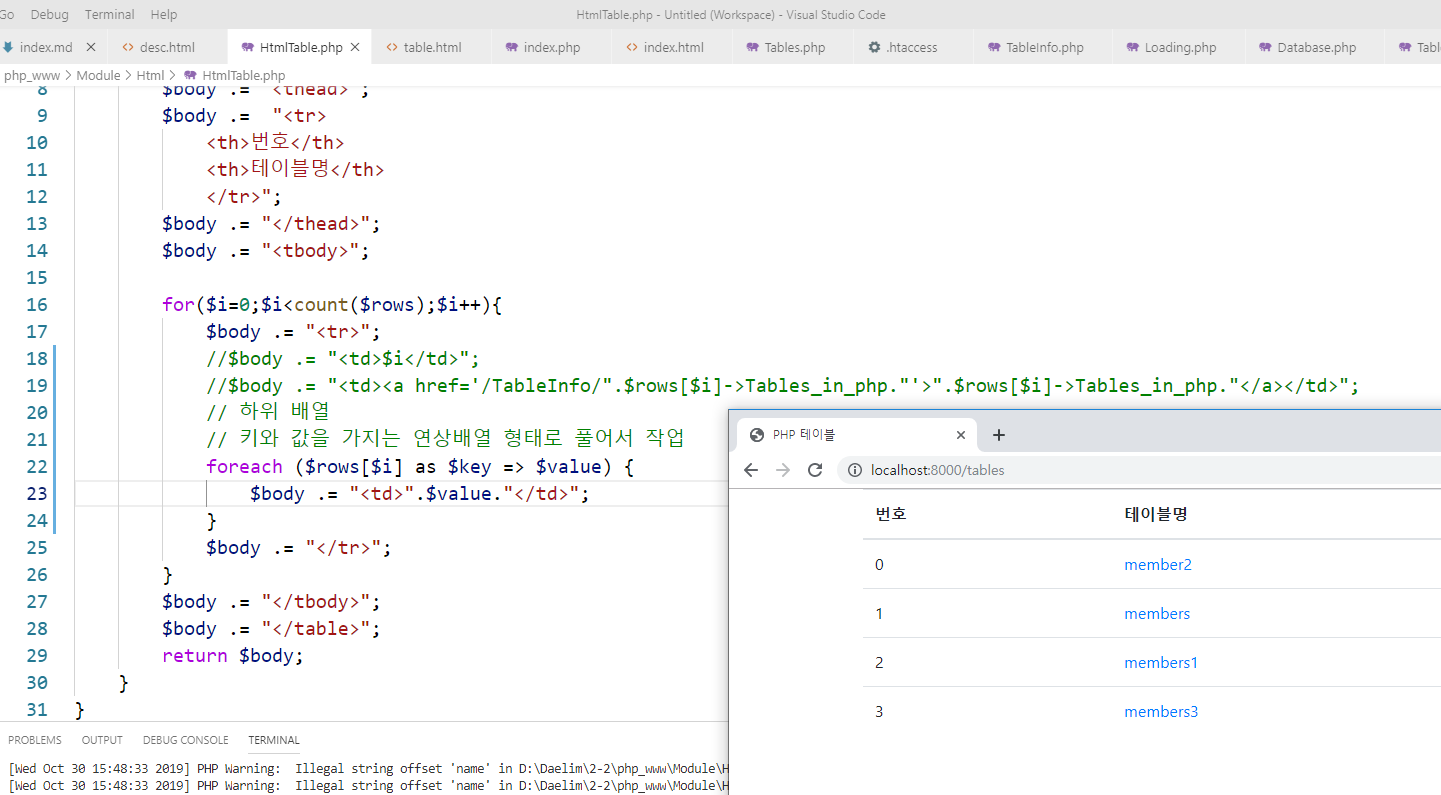 Go Debug Terminal Help HtmlTable.php - Untitled (Workspace) - Visual Studio Code
index.md desc.html HtmlTable.php table.html index.php index.html Tables.php .htaccess TableInfo.php Loading.php Database.php
php_www > Module > Html > HtmlTable.php
8 $body .= "<thead>";
9 $body .=  "<tr>
10 <th>번호</th>
11 <th>테이블명</th>
12 </tr>";
13 $body .= "</thead>";
14 $body .= "<tbody>";
15
16 for($i=0;$i<count($rows);$i++){
17 $body .= "<tr>";
18 //$body .= "<td>$i</td>";
19 //$body .= "<td><a href='/TableInfo/".$rows[$i]->Tables_in_php."'>".$rows[$i]->Tables_in_php."</a></td>";
20 // 하위 배열
21 // 키와 값을 가지는 연상배열 형태로 풀어서 작업
22 foreach ($rows[$i] as $key => $value) {
23 $body .= "<td>".$value."</td>";
24 }
25 $body .= "</tr>";
26 }
27 $body .= "</tbody>";
28 $body .= "</table>";
29 return $body;
30 }
31 }
PHP 테이블
localhost:8000/tables
번호 테이블명
0 member2
1 members
2 members1
3 members3
PROBLEMS OUTPUT DEBUG CONSOLE TERMINAL
[Wed Oct 30 15:48:33 2019] PHP Warning:  Illegal string offset 'name' in D:\Daelim\2-2\php_www\Module\H
[Wed Oct 30 15:48:33 2019] PHP Warning:  Illegal string offset 'name' in D:\Daelim\2-2\php_www\Module\H